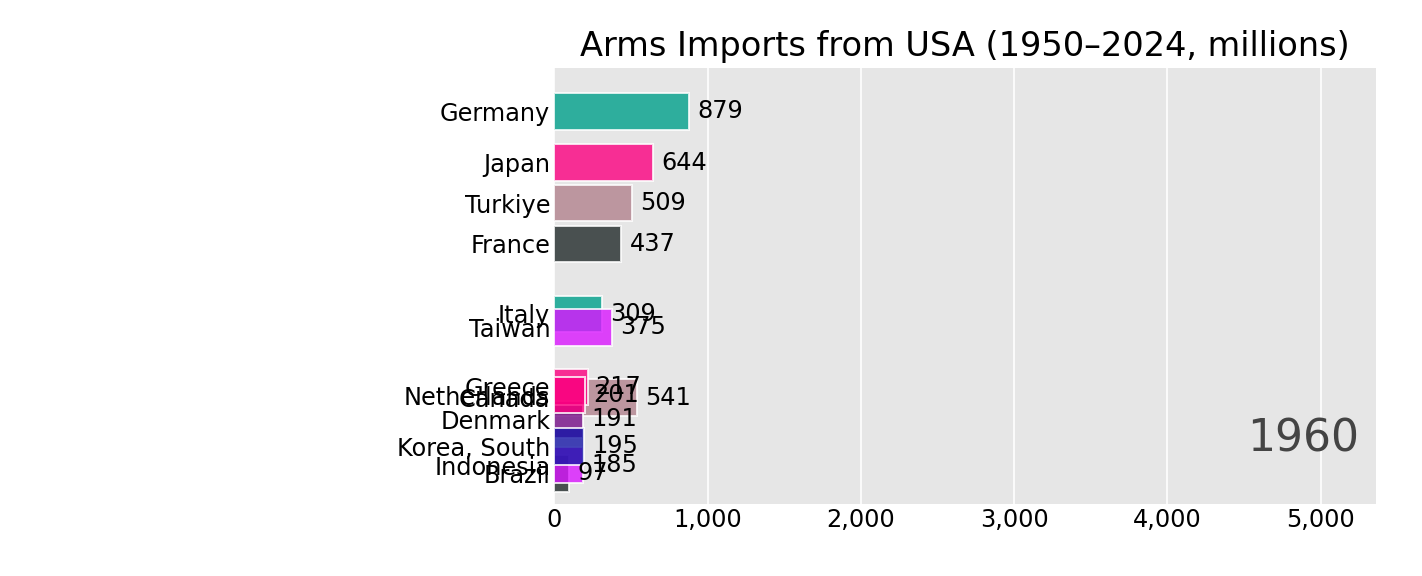 Arms Imports from USA (1950–2024, millions)
Germany 879
Japan 644
Turkiye 509
France 437
Italy 309
Taiwan 375
Greece 217
Netherlands 201
Canada 541
Denmark 191
Korea, South 195
Indonesia 185
Brazil 97
1960
0 1,000 2,000 3,000 4,000 5,000